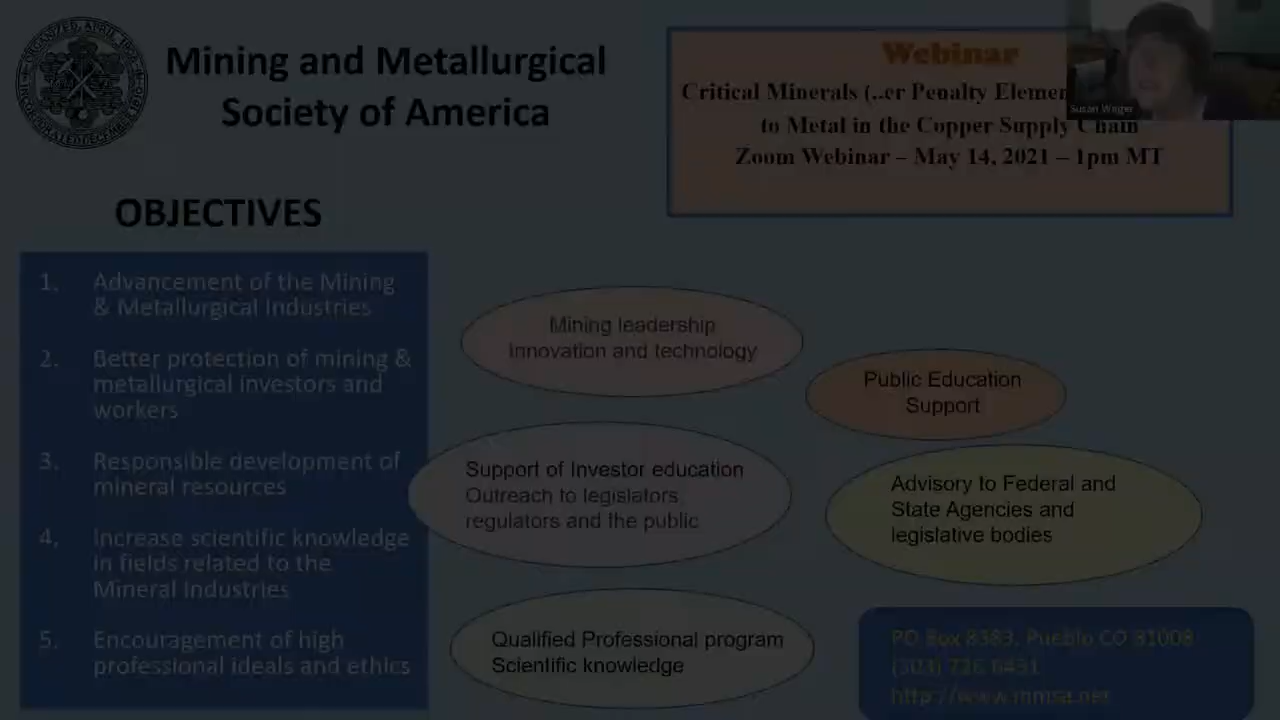 Mining and Metallurgical
Society of America
Webinar
Critical Minerals (..er Penalty Elemen
to Metal in the Copper Supply Chain
Zoom Webinar – May 14, 2021 – 1pm MT
Susan Wager
OBJECTIVES
1. Advancement of the Mining
& Metallurgical Industries
2. Better protection of mining &
metallurgical investors and
workers
3. Responsible development of
mineral resources
4. Increase scientific knowledge
in fields related to the
Mineral Industries
5. Encouragement of high
professional ideals and ethics
Mining leadership
Innovation and technology
Public Education
Support
Support of Investor education
Outreach to legislators,
regulators and the public
Advisory to Federal and
State Agencies and
legislative bodies
Qualified Professional program
Scientific knowledge
PO Box 8383, Pueblo CO 81008
(303) 726 6431
http://www.mmsa.net